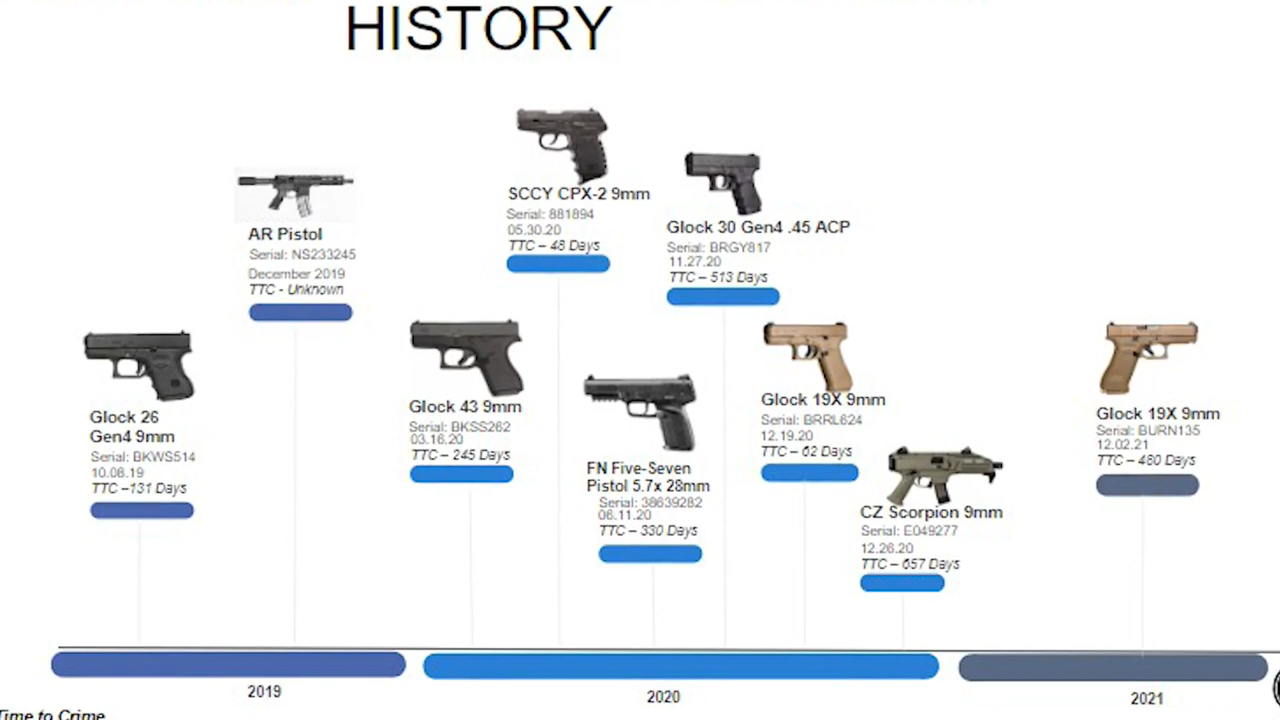 HISTORY
SCCY CPX-2 9mm
Serial: 881894
05.30.20
TTC – 48 Days
Glock 30 Gen4 .45 ACP
Serial: BRGY817
11.27.20
TTC – 513 Days
AR Pistol
Serial: NS233245
December 2019
TTC - Unknown
Glock 26
Gen4 9mm
Serial: BKWS514
10.08.19
TTC –131 Days
Glock 43 9mm
Serial: BKSS262
03.16.20
TTC – 245 Days
FN Five-Seven
Pistol 5.7x 28mm
Serial: 38639282
06.11.20
TTC – 330 Days
Glock 19X 9mm
Serial: BRRL624
12.19.20
TTC – 62 Days
CZ Scorpion 9mm
Serial: E049277
12.26.20
TTC – 657 Days
Glock 19X 9mm
Serial: BURN135
12.02.21
TTC – 480 Days
2019
2020
2021
Time to Crime